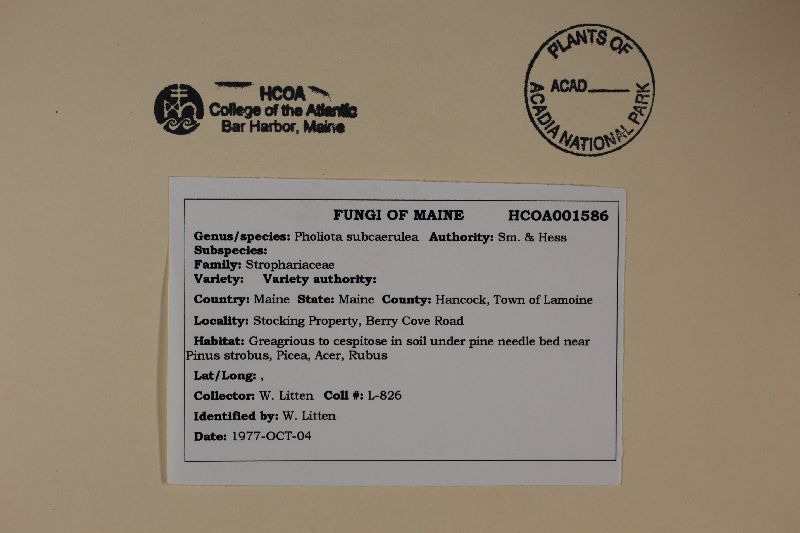 HCOA
College of the Atlantic
Bar Harbor, Maine
PLANTS OF
ACAD____
ACADIA NATIONAL PARK
FUNGI OF MAINE HCOA001586
Genus/species: Pholiota subcaerulea Authority: Sm. & Hess
Subspecies:
Family: Strophariaceae
Variety: Variety authority:
Country: Maine State: Maine County: Hancock, Town of Lamoine
Locality: Stocking Property, Berry Cove Road
Habitat: Greagrious to cespitose in soil under pine needle bed near
Pinus strobus, Picea, Acer, Rubus
Lat/Long: ,
Collector: W. Litten Coll #: L-826
Identified by: W. Litten
Date: 1977-OCT-04